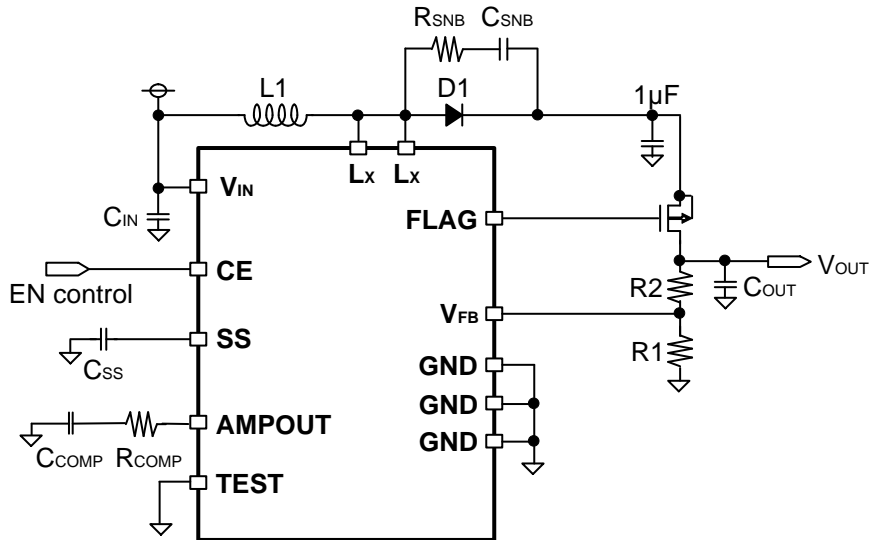 RSNB CSNB
L1
D1
1µF
LX LX
VIN
CIN
FLAG
CE
EN control
VOUT
R2
COUT
VFB
SS
CSS
R1
GND
GND
GND
AMPOUT
CCOMP RCOMP
TEST